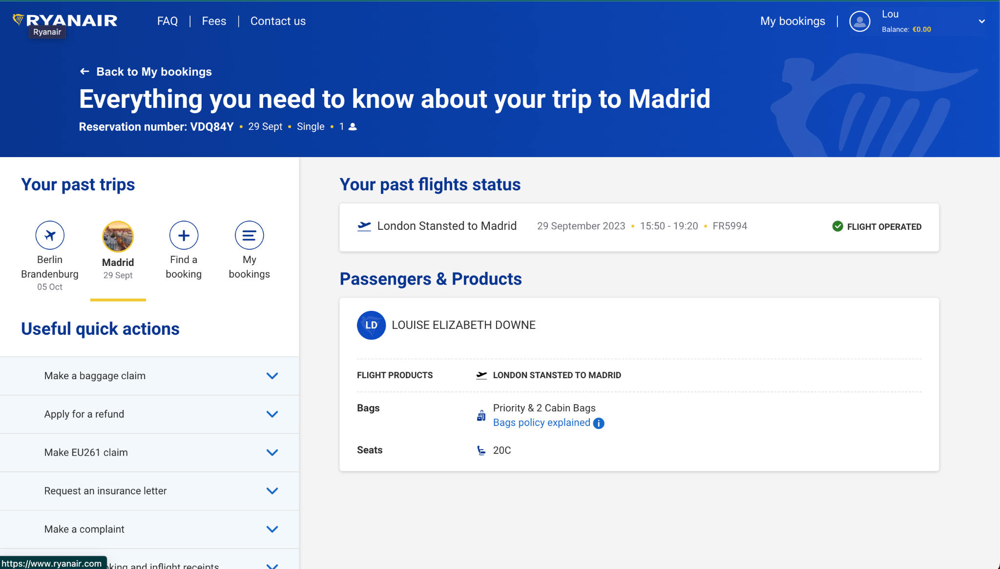 RYANAIR
Ryanair
FAQ
Fees
Contact us
My bookings
Lou
Balance: €0.00
Back to My bookings
Everything you need to know about your trip to Madrid
Reservation number: VDQ84Y • 29 Sept • Single • 1
Your past trips
Berlin
Brandenburg
05 Oct
Madrid
29 Sept
Find a
booking
My
bookings
Useful quick actions
Make a baggage claim
Apply for a refund
Make EU261 claim
Request an insurance letter
Make a complaint
and inflight receipts
https://www.ryanair.com
Your past flights status
London Stansted to Madrid
29 September 2023 • 15:50 - 19:20 • FR5994
FLIGHT OPERATED
Passengers & Products
LD
LOUISE ELIZABETH DOWNE
FLIGHT PRODUCTS
LONDON STANSTED TO MADRID
Bags
Priority & 2 Cabin Bags
Bags policy explained i
Seats
20C